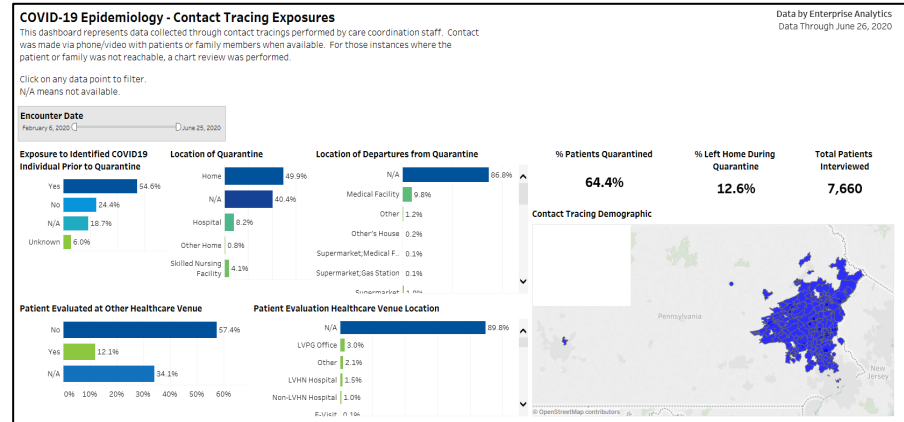 COVID-19 Epidemiology - Contact Tracing Exposures
Data by Enterprise Analytics
Data Through June 26, 2020
This dashboard represents data collected through contact tracings performed by care coordination staff. Contact
was made via phone/video with patients or family members when available. For those instances where the
patient or family was not reachable, a chart review was performed.
Click on any data point to filter.
N/A means not available.
Encounter Date
February 6, 2020
June 25, 2020
Exposure to Identified COVID19
Individual Prior to Quarantine
Yes 54.6%
No 24.4%
N/A 18.7%
Unknown 6.0%
Location of Quarantine
Home 49.9%
N/A 40.4%
Hospital 8.2%
Other Home 0.8%
Skilled Nursing
Facility 4.1%
Location of Departures from Quarantine
N/A 86.8%
Medical Facility 9.8%
Other 1.2%
Other's House 0.2%
Supermarket;Medical F.. 0.1%
Supermarket;Gas Station 0.1%
Supermarket
% Patients Quarantined
64.4%
% Left Home During
Quarantine
12.6%
Total Patients
Interviewed
7,660
Contact Tracing Demographic
Pennsylvania
New
Jersey
© OpenStreetMap contributors
Patient Evaluated at Other Healthcare Venue
No 57.4%
Yes 12.1%
N/A 34.1%
0% 10% 20% 30% 40% 50% 60%
Patient Evaluation Healthcare Venue Location
N/A 89.8%
LVPG Office 3.0%
Other 2.1%
LVHN Hospital 1.5%
Non-LVHN Hospital 1.0%
E-Visit 0.1%